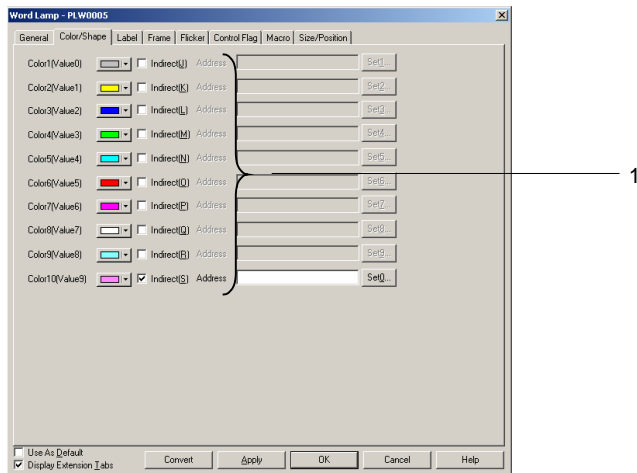 Word Lamp - PLW0005
General Color/Shape Label Frame Flicker Control Flag Macro Size/Position
Color1(Value0) Indirect(J) Address Set1...
Color2(Value1) Indirect(K) Address Set2...
Color3(Value2) Indirect(L) Address Set3...
Color4(Value3) Indirect(M) Address Set4...
Color5(Value4) Indirect(N) Address Set5...
1
Color6(Value5) Indirect(O) Address Set6...
Color7(Value6) Indirect(P) Address Set7...
Color8(Value7) Indirect(Q) Address Set8...
Color9(Value8) Indirect(R) Address Set9...
Color10(Value9) Indirect(S) Address Set0...
Use As Default
Display Extension Tabs
Convert Apply OK Cancel Help